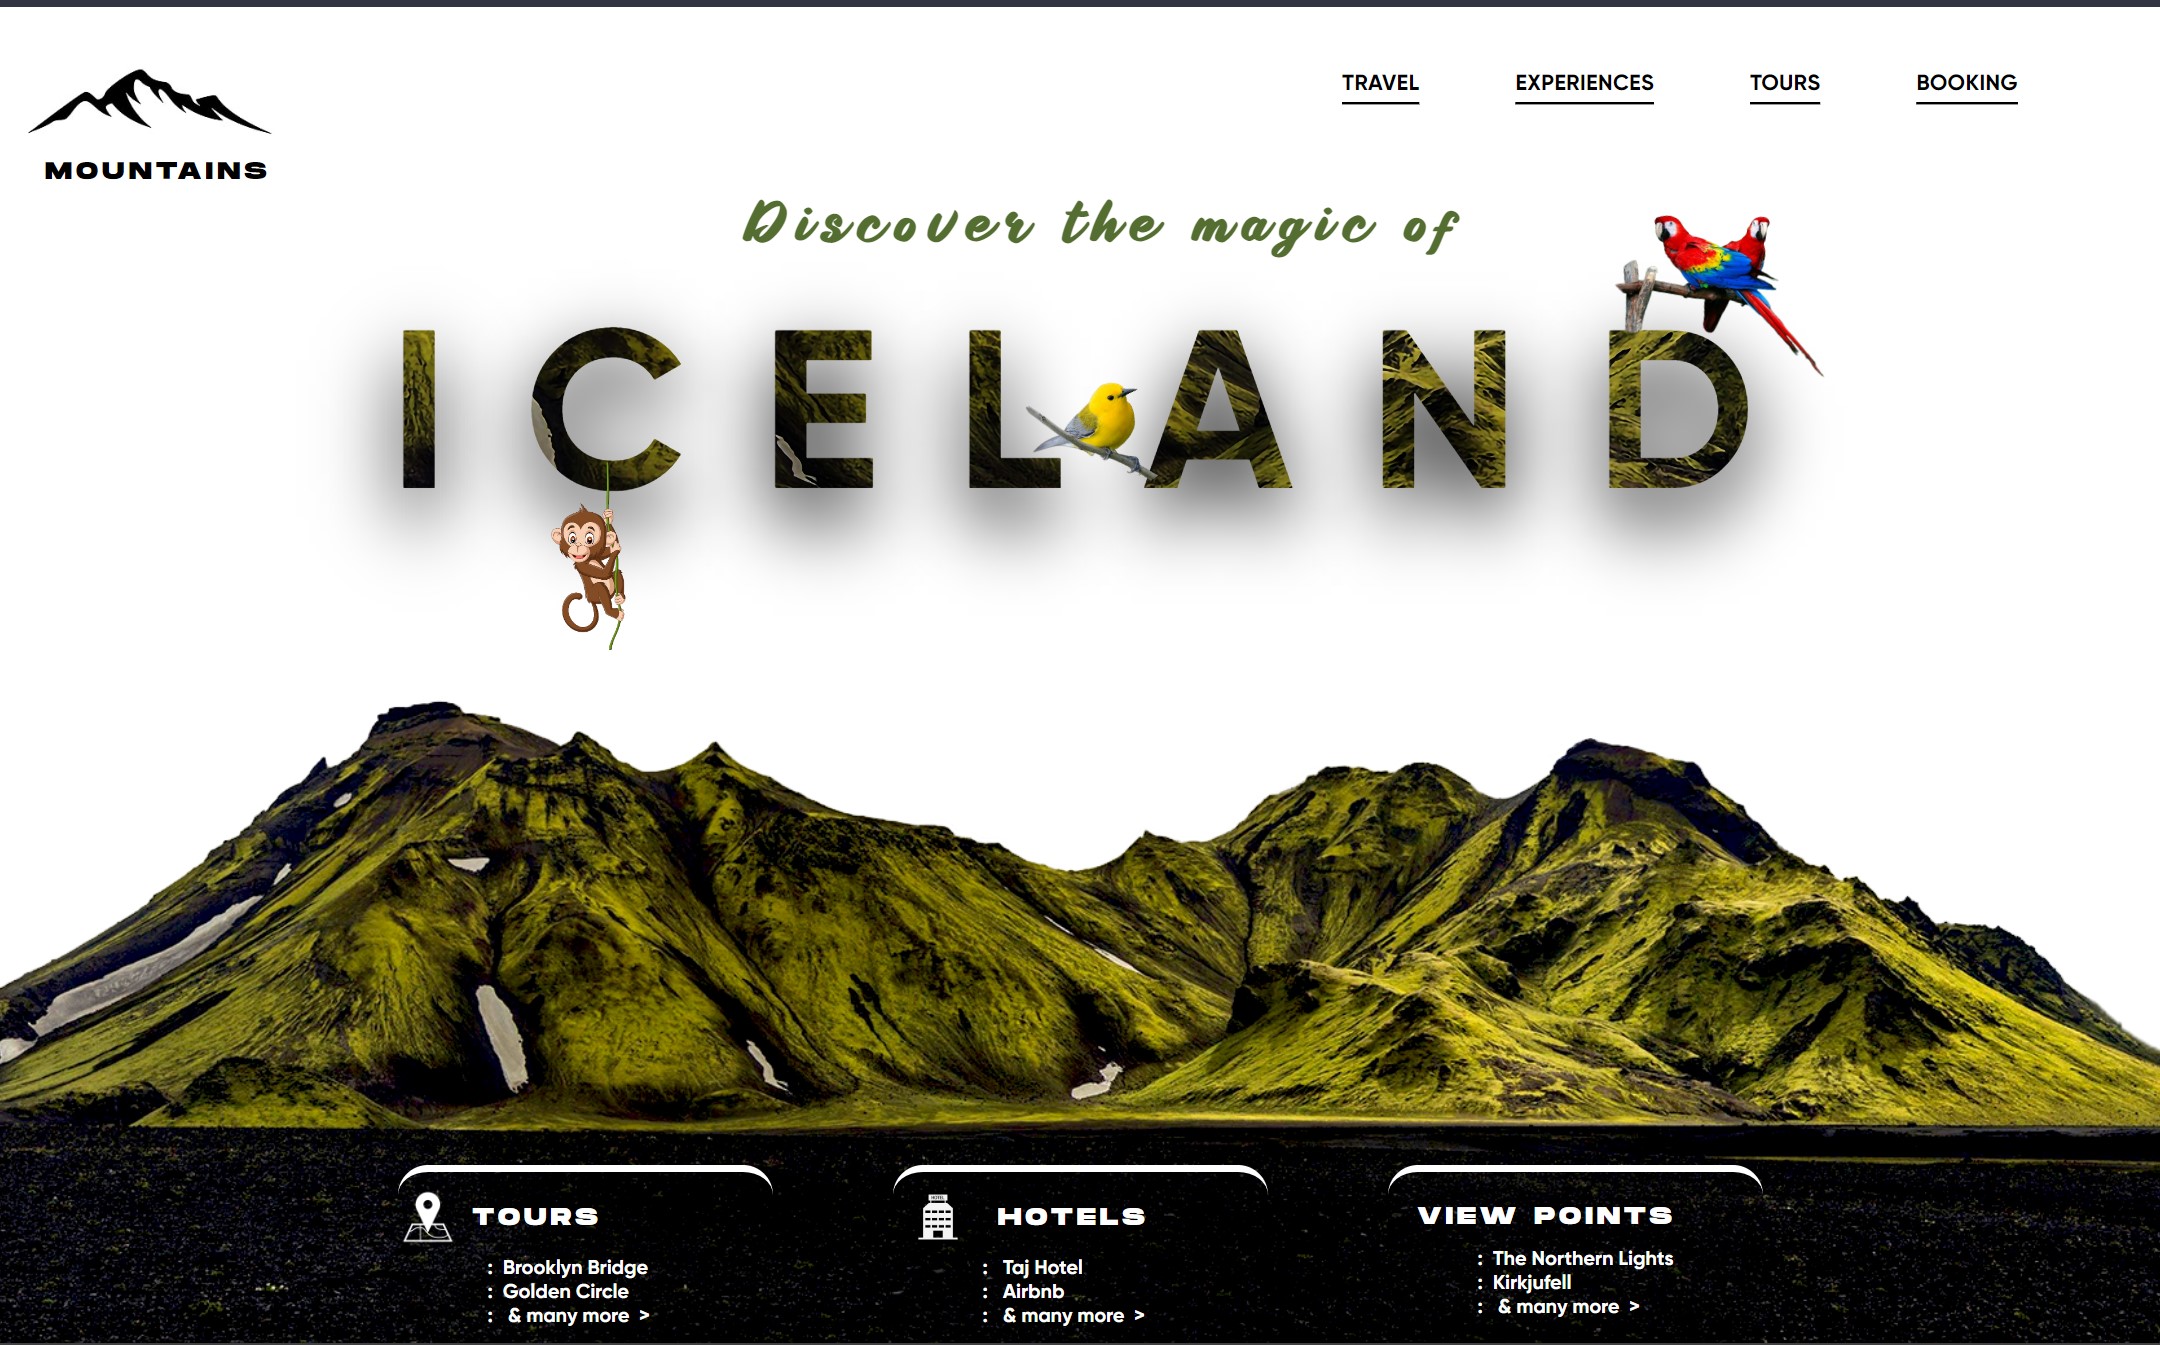 TRAVEL EXPERIENCES TOURS BOOKING
MOUNTAINS
Discover the magic of
ICELAND
TOURS
: Brooklyn Bridge
: Golden Circle
: & many more >
HOTEL
HOTELS
: Taj Hotel
: Airbnb
: & many more >
VIEW POINTS
: The Northern Lights
: Kirkjufell
: & many more >